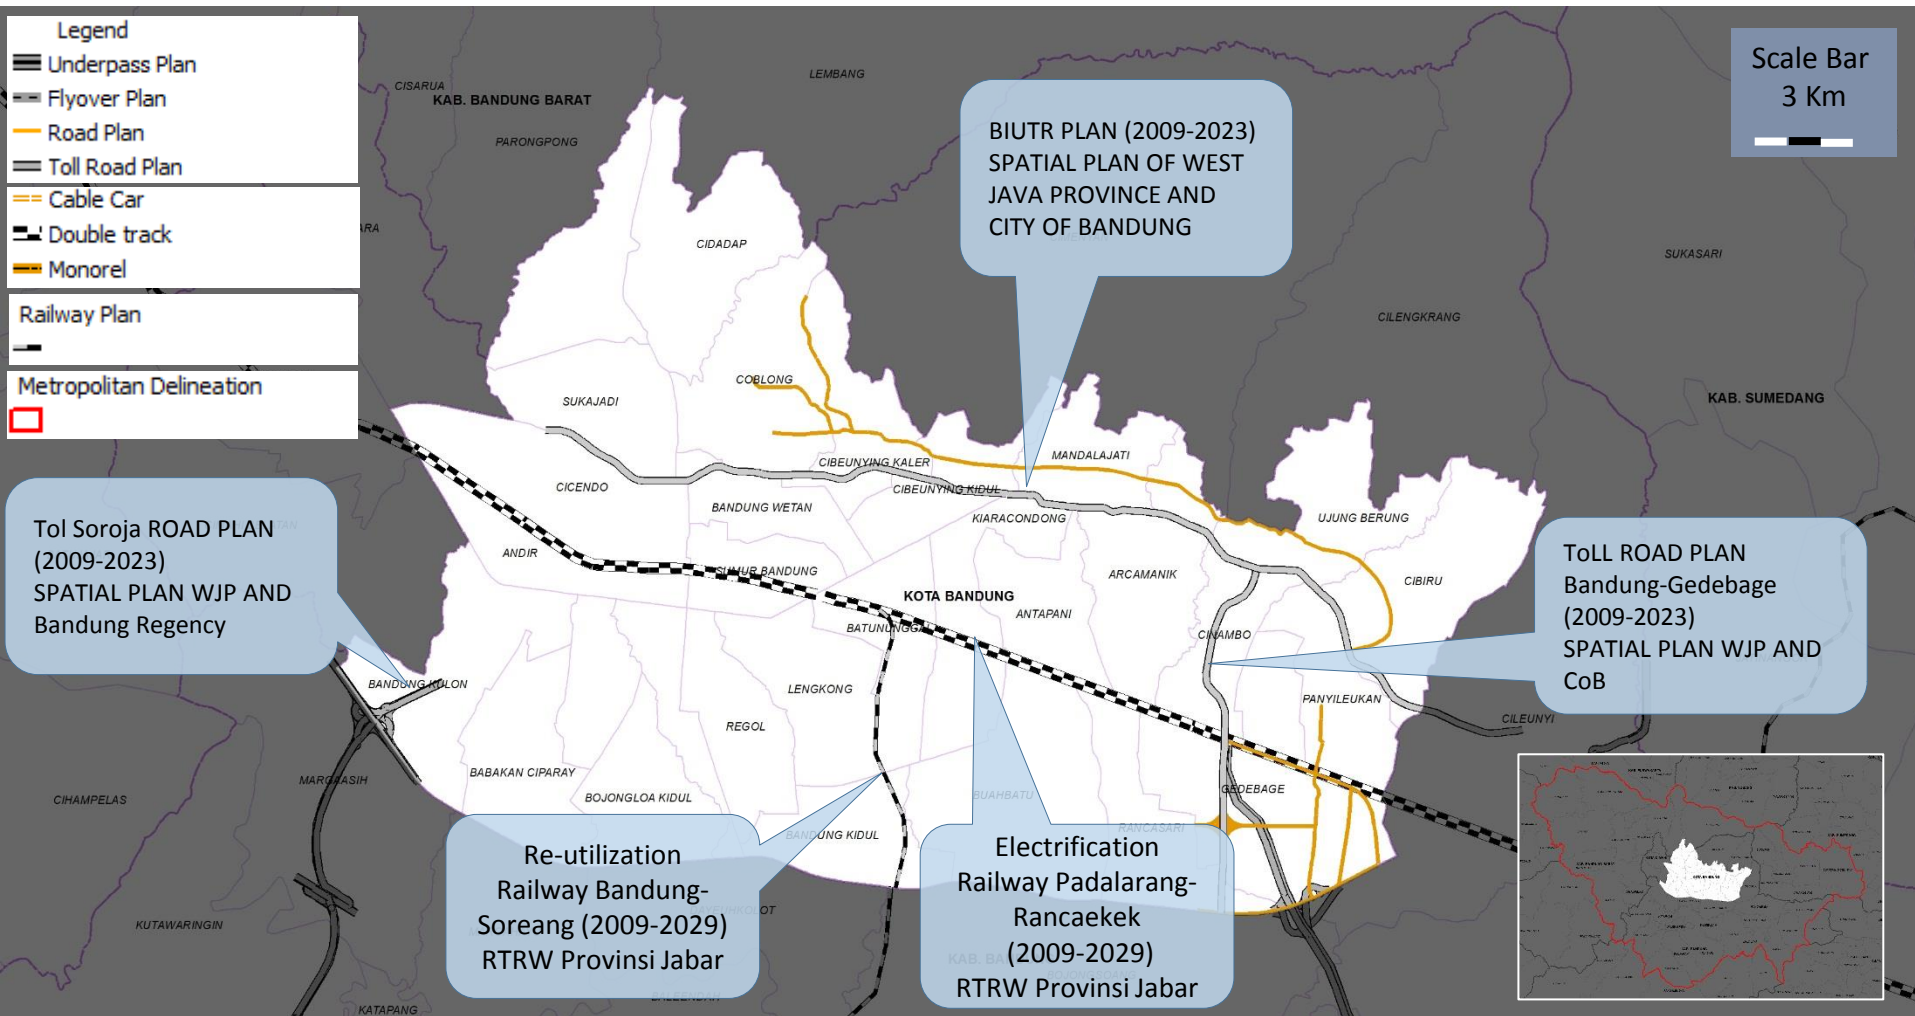 Legend
Underpass Plan
Flyover Plan
Road Plan
Toll Road Plan
Cable Car
Double track
Monorel
Railway Plan
Metropolitan Delineation
Scale Bar
3 Km
BIUTR PLAN (2009-2023)
SPATIAL PLAN OF WEST
JAVA PROVINCE AND
CITY OF BANDUNG
Tol Soroja ROAD PLAN
(2009-2023)
SPATIAL PLAN WJP AND
Bandung Regency
ToLL ROAD PLAN
Bandung-Gedebage
(2009-2023)
SPATIAL PLAN WJP AND
CoB
Re-utilization
Railway Bandung-
Soreang (2009-2029)
RTRW Provinsi Jabar
Electrification
Railway Padalarang-
Rancaekek
(2009-2029)
RTRW Provinsi Jabar
CISARUA
KAB. BANDUNG BARAT
PARONGPONG
LEMBANG
ARA
CIDADAP
SUKASARI
CILENGKRANG
KAB. SUMEDANG
COBLONG
SUKAJADI
CIBEUNYING KALER
MANDALAJATI
CICENDO
CIBEUNYING KIDUL
BANDUNG WETAN
KIARACONDONG
UJUNG BERUNG
ANDIR
SUMUR BANDUNG
ARCAMANIK
CIBIRU
KOTA BANDUNG
ANTAPANI
BATUNUNGGAL
CINAMBO
BANDUNG KULON
LENGKONG
PANYILEUKAN
REGOL
CILEUNYI
MARGAASIH
BABAKAN CIPARAY
CIHAMPELAS
BOJONGLOA KIDUL
BUAHBATU
GEDEBAGE
BANDUNG KIDUL
RANCASARI
KUTAWARINGIN
BOJONGSOANG
BALEENDAH
KATAPANG